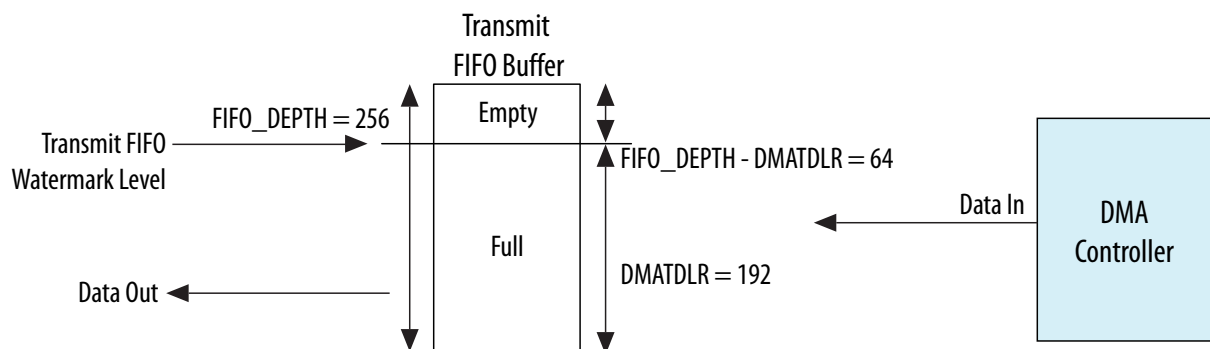 Transmit
FIFO Buffer
FIFO_DEPTH = 256
Empty
Transmit FIFO
Watermark Level
FIFO_DEPTH - DMATDLR = 64
Data In
DMA
Controller
Full
DMATDLR = 192
Data Out